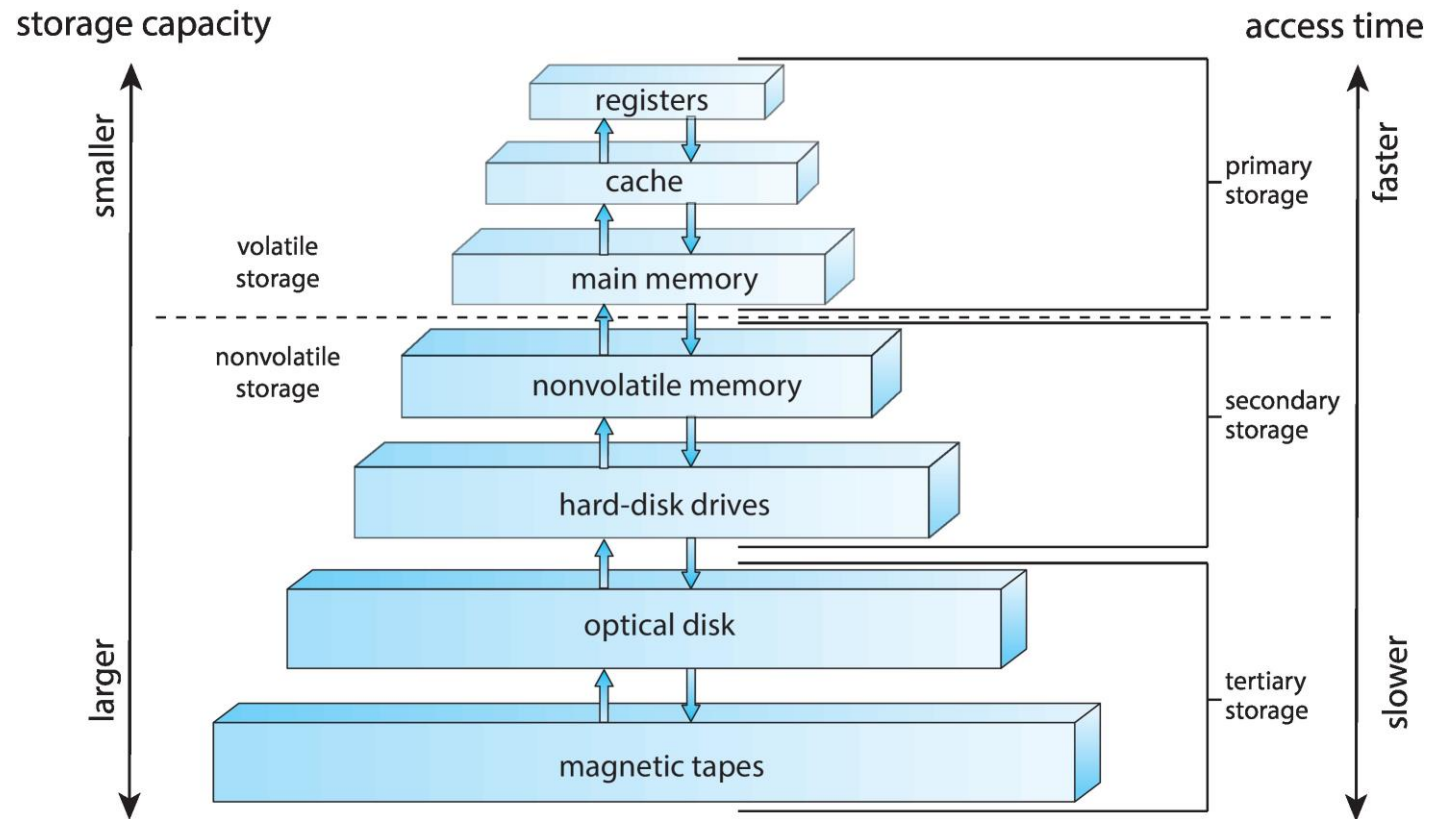 storage capacity
access time
smaller
larger
volatile
storage
nonvolatile
storage
registers
cache
main memory
nonvolatile memory
hard-disk drives
optical disk
magnetic tapes
primary
storage
secondary
storage
tertiary
storage
faster
slower